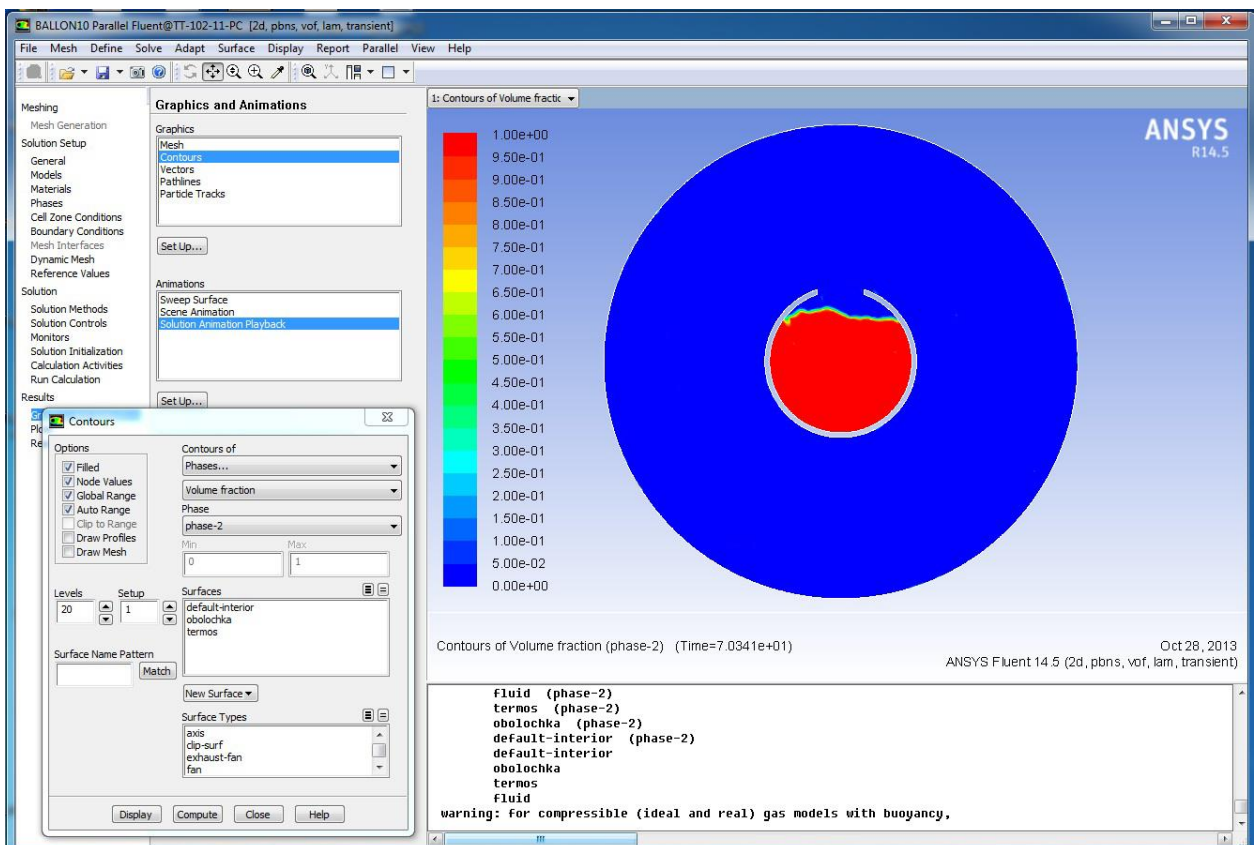 BALLON10 Parallel Fluent@TT-102-11-PC [2d, pbns, vof, lam, transient]
File Mesh Define Solve Adapt Surface Display Report Parallel View Help
Meshing
Mesh Generation
Solution Setup
General
Models
Materials
Phases
Cell Zone Conditions
Boundary Conditions
Mesh Interfaces
Dynamic Mesh
Reference Values
Solution
Solution Methods
Solution Controls
Monitors
Solution Initialization
Calculation Activities
Run Calculation
Results
Graphics and Animations
Graphics
Mesh
Contours
Vectors
Pathlines
Particle Tracks
Set Up...
Animations
Sweep Surface
Scene Animation
Solution Animation Playback
Set Up...
1: Contours of Volume fractic
1.00e+00
9.50e-01
9.00e-01
8.50e-01
8.00e-01
7.50e-01
7.00e-01
6.50e-01
6.00e-01
5.50e-01
5.00e-01
4.50e-01
4.00e-01
3.50e-01
3.00e-01
2.50e-01
2.00e-01
1.50e-01
1.00e-01
5.00e-02
0.00e+00
ANSYS
R14.5
Contours of Volume fraction (phase-2) (Time=7.0341e+01)
Oct 28, 2013
ANSYS Fluent 14.5 (2d, pbns, vof, lam, transient)
Contours
Options
Filled
Node Values
Global Range
Auto Range
Clip to Range
Draw Profiles
Draw Mesh
Contours of
Phases...
Volume fraction
Phase
phase-2
Min Max
0 1
Levels Setup
20 1
Surfaces
default-interior
obolochka
termos
Surface Name Pattern
Match
New Surface
Surface Types
axis
clip-surf
exhaust-fan
fan
Display Compute Close Help
fluid (phase-2)
termos (phase-2)
obolochka (phase-2)
default-interior (phase-2)
default-interior
obolochka
termos
fluid
warning: for compressible (ideal and real) gas models with buoyancy,